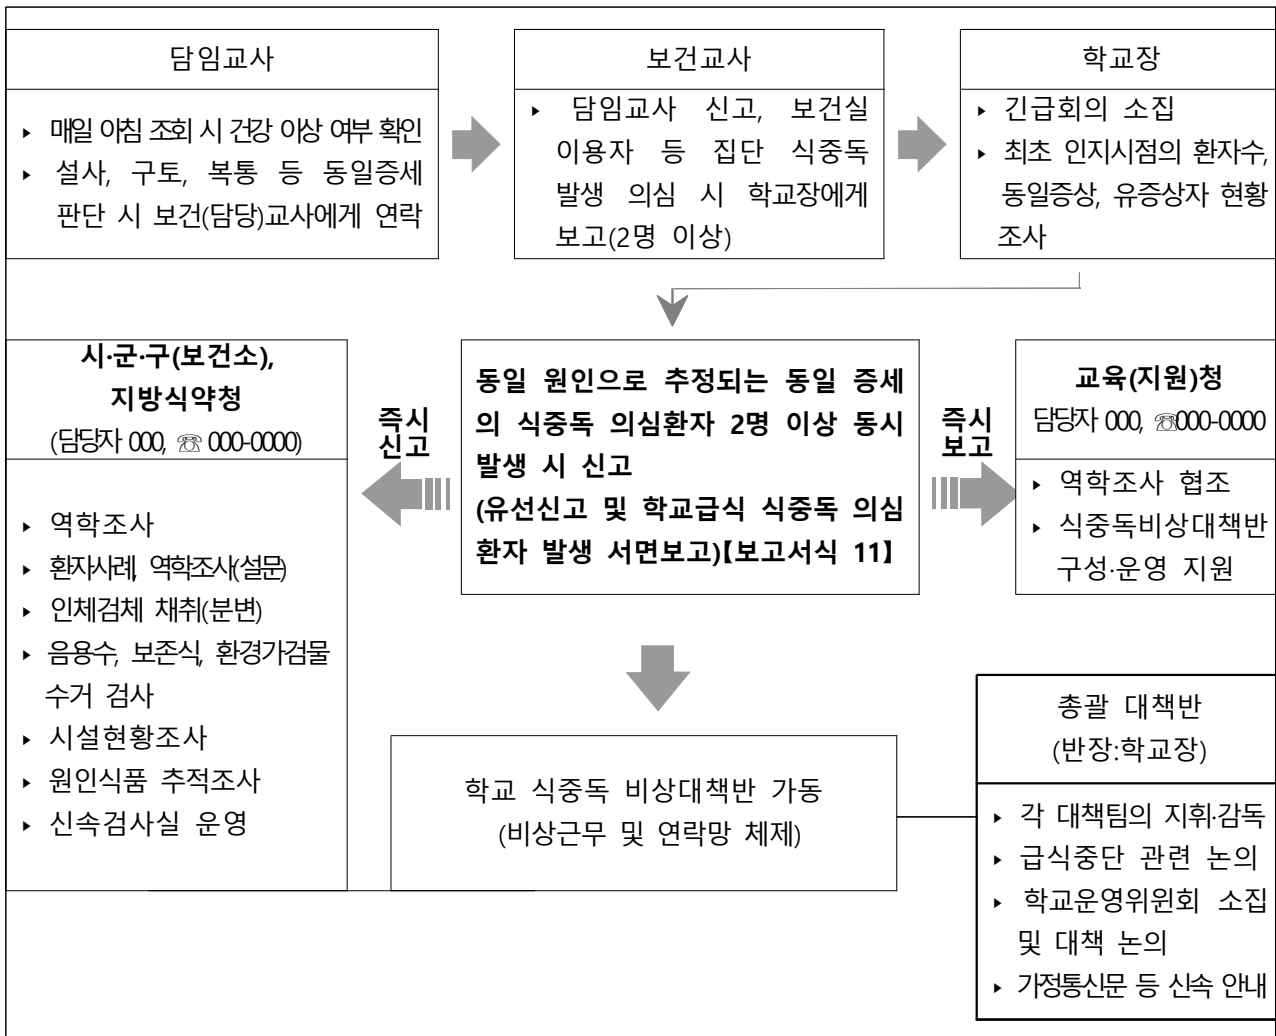 담임교사
▸ 매일 아침 조회 시 건강 이상 여부 확인
▸ 설사, 구토, 복통 등 동일증세
판단 시 보건(담당)교사에게 연락
보건교사
▸ 담임교사 신고, 보건실
이용자 등 집단 식중독
발생 의심 시 학교장에게
보고(2명 이상)
학교장
▸ 긴급회의 소집
▸ 최초 인지시점의 환자수,
동일증상, 유증상자 현황
조사
시·군·구(보건소),
지방식약청
(담당자 000, ☏ 000-0000)
▸ 역학조사
▸ 환자사례, 역학조사(설문)
▸ 인체검체 채취(분변)
▸ 음용수, 보존식, 환경가검물
수거 검사
▸ 시설현황조사
▸ 원인식품 추적조사
▸ 신속검사실 운영
즉시
신고
동일 원인으로 추정되는 동일 증세
의 식중독 의심환자 2명 이상 동시
발생 시 신고
(유선신고 및 학교급식 식중독 의심
환자 발생 서면보고)【보고서식 11】
즉시
보고
교육(지원)청
담당자 000, ☏000-0000
▸ 역학조사 협조
▸ 식중독비상대책반
구성·운영 지원
학교 식중독 비상대책반 가동
(비상근무 및 연락망 체제)
총괄 대책반
(반장:학교장)
▸ 각 대책팀의 지휘·감독
▸ 급식중단 관련 논의
▸ 학교운영위원회 소집
및 대책 논의
▸ 가정통신문 등 신속 안내